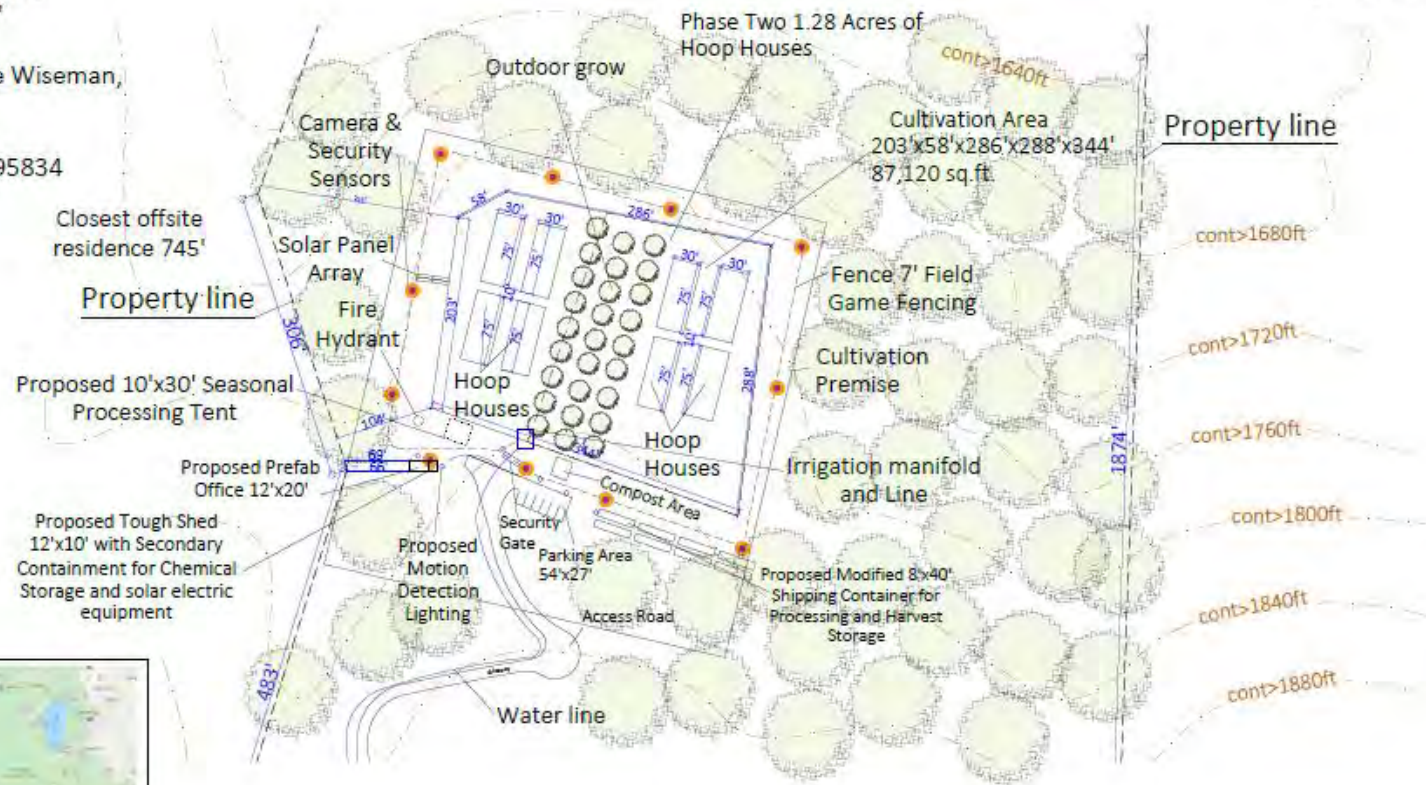 e Wiseman,
95834
Phase Two 1.28 Acres of
Hoop Houses
Outdoor grow
cont>1640ft
Camera &
Security
Sensors
Cultivation Area
203'x58'x286'x288'x344'
87,120 sq.ft.
Property line
Closest offsite
residence 745'
Solar Panel
Array
Property line
Fire
Hydrant
58'
30'
30'
286'
30'
30'
75'
75'
10'
75'
75'
75'
75'
10'
75'
75'
203'
288'
306'
cont>1680ft
Fence 7' Field
Game Fencing
cont>1720ft
Cultivation
Premise
Proposed 10'x30' Seasonal
Processing Tent
Hoop
Houses
Hoop
Houses
104'
cont>1760ft
1874'
Proposed Prefab
Office 12'x20'
Irrigation manifold
and Line
Compost Area
Proposed Tough Shed
12'x10' with Secondary
Containment for Chemical
Storage and solar electric
equipment
Security
Gate
Parking Area
54'x27'
cont>1800ft
Proposed
Motion
Detection
Lighting
Proposed Modified 8'x40'
Shipping Container for
Processing and Harvest
Storage
Access Road
cont>1840ft
483'
cont>1880ft
Water line